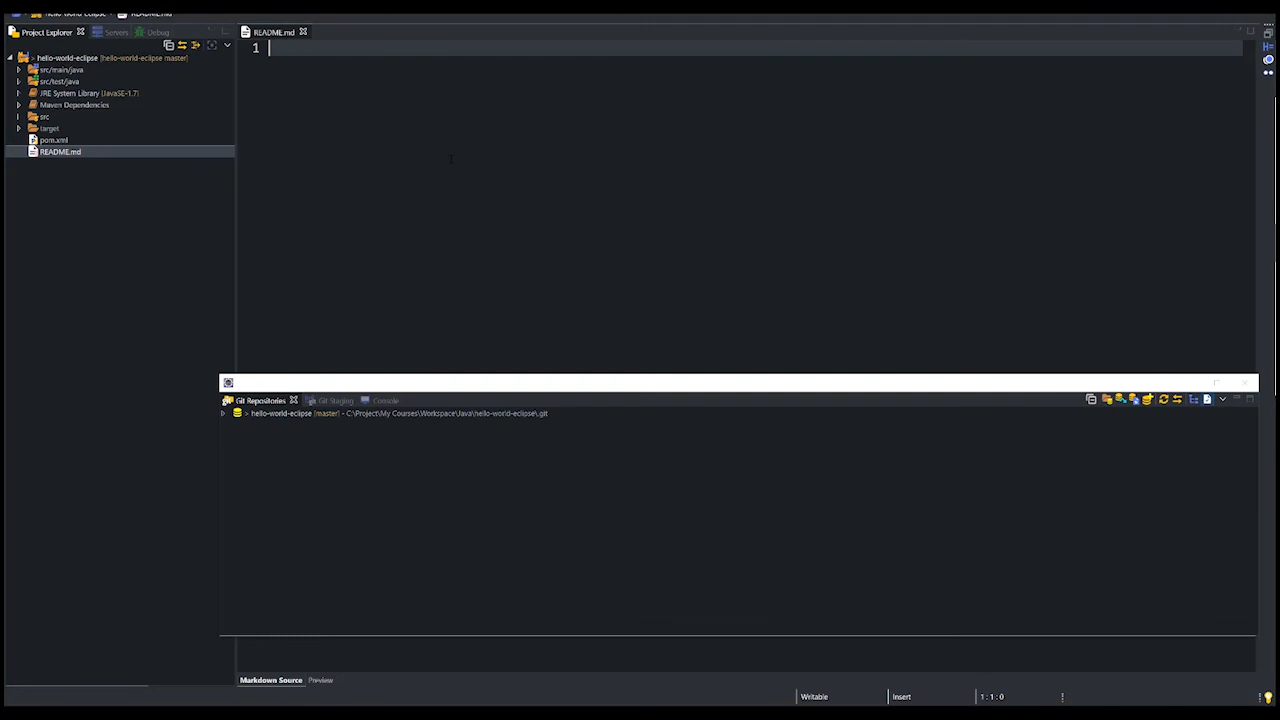 hello-world-eclipse README.md
Project Explorer Servers Debug
README.md
1
> hello-world-eclipse [hello-world-eclipse master]
src/main/java
src/test/java
JRE System Library [JavaSE-1.7]
Maven Dependencies
src
target
pom.xml
README.md
Git Repositories Git Staging Console
> hello-world-eclipse [master] - C:\Project\My Courses\Workspace\Java\hello-world-eclipse\.git
Markdown Source Preview
Writable Insert 1 : 1 : 0